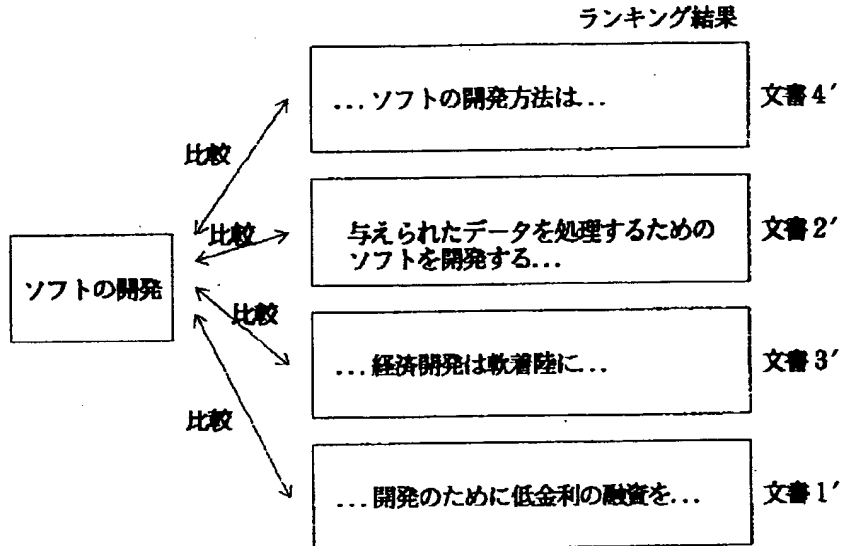 ランキング結果
...ソフトの開発方法は...
文書4′
比較
比較
与えられたデータを処理するための
ソフトを開発する...
文書2′
ソフトの開発
比較
...経済開発は軟着陸に...
文書3′
比較
...開発のために低金利の融資を...
文書1′